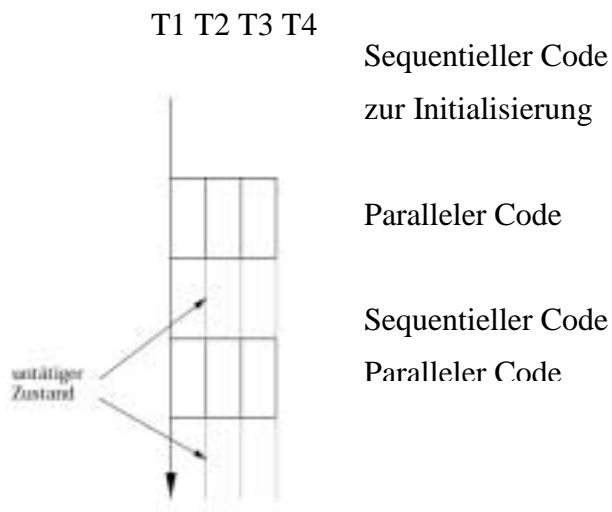 T1 T2 T3 T4
Sequentieller Code
zur Initialisierung
Paralleler Code
Sequentieller Code
Paralleler Code
untätiger
Zustand